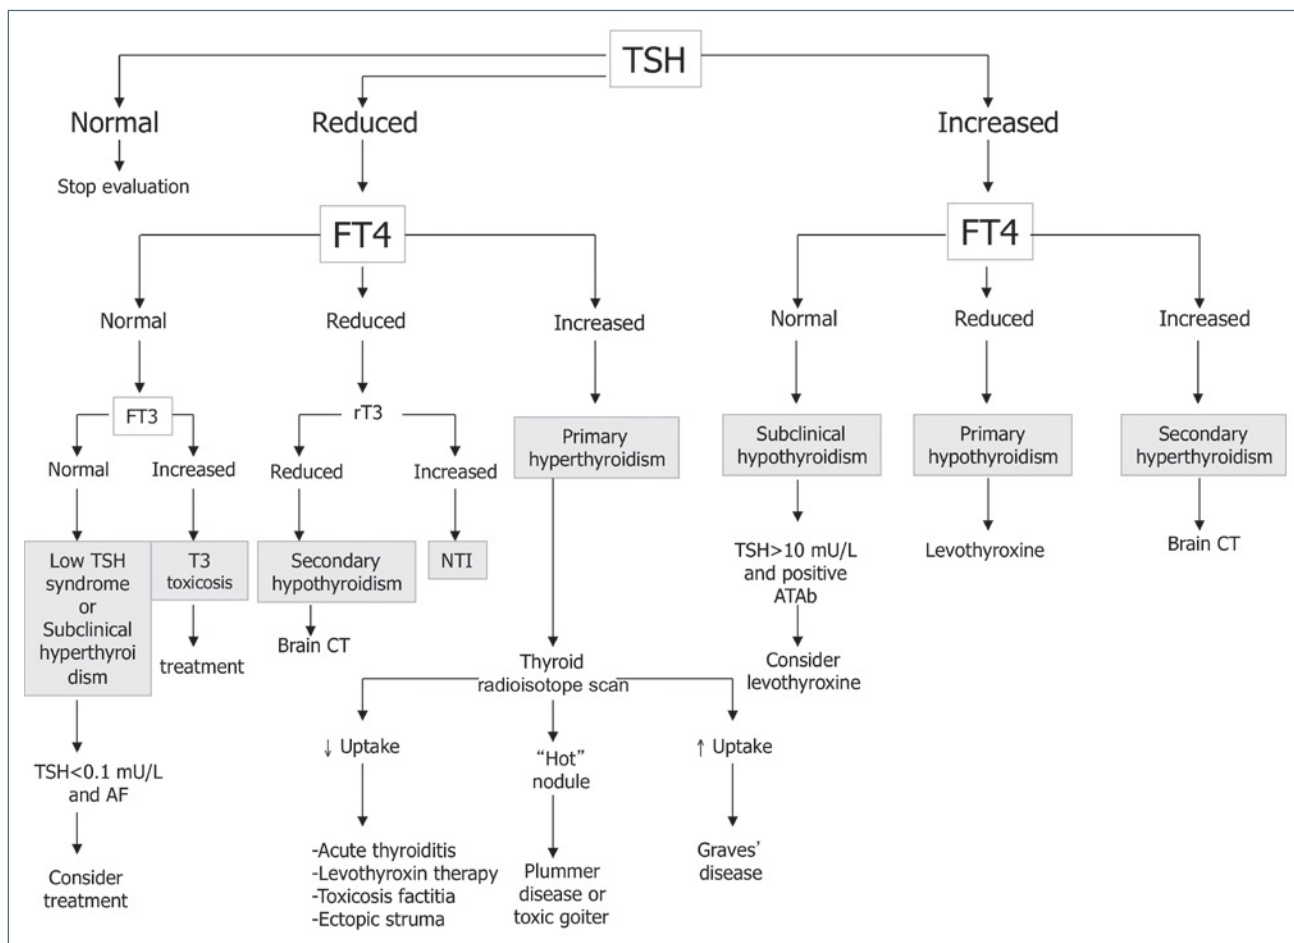 TSH
Normal
Reduced
Increased
Stop evaluation
FT4
FT4
Normal
Reduced
Increased
Normal
Reduced
Increased
FT3
rT3
Normal
Increased
Reduced
Increased
Primary
hyperthyroidism
Subclinical
hypothyroidism
Primary
hypothyroidism
Secondary
hyperthyroidism
Low TSH
syndrome
or
Subclinical
hyperthyroi
dism
T3
toxicosis
Secondary
hypothyroidism
NTI
TSH>10 mU/L
and positive
ATAb
Levothyroxine
Brain CT
treatment
Brain CT
Thyroid
radioisotope scan
Consider
levothyroxine
TSH<0.1 mU/L
and AF
↓ Uptake
"Hot"
nodule
↑ Uptake
Consider
treatment
-Acute thyroiditis
-Levothyroxin therapy
-Toxicosis factitia
-Ectopic struma
Plummer
disease or
toxic goiter
Graves'
disease